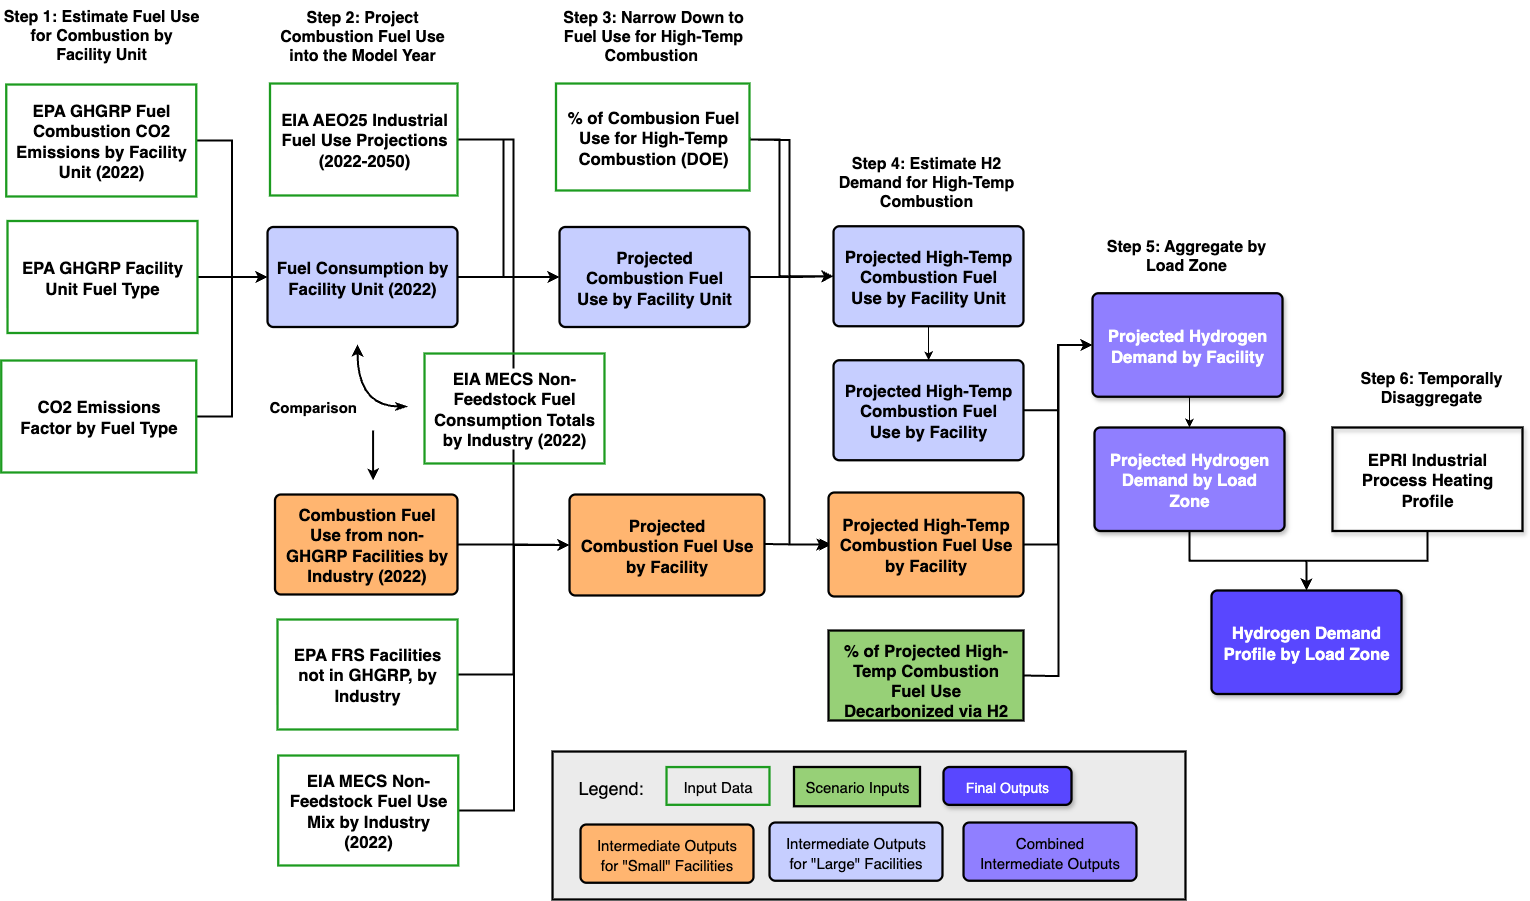 Step 1: Estimate Fuel Use
for Combustion by
Facility Unit
EPA GHGRP Fuel
Combustion CO2
Emissions by Facility
Unit (2022)
EPA GHGRP Facility
Unit Fuel Type
CO2 Emissions
Factor by Fuel Type
Step 2: Project
Combustion Fuel Use
into the Model Year
EIA AEO25 Industrial
Fuel Use Projections
(2022-2050)
Fuel Consumption by
Facility Unit (2022)
Comparison
EIA MECS Non-
Feedstock Fuel
Consumption Totals
by Industry (2022)
Combustion Fuel
Use from non-
GHGRP Facilities by
Industry (2022)
EPA FRS Facilities
not in GHGRP, by
Industry
EIA MECS Non-
Feedstock Fuel Use
Mix by Industry
(2022)
Step 3: Narrow Down to
Fuel Use for High-Temp
Combustion
% of Combusion Fuel
Use for High-Temp
Combustion (DOE)
Projected
Combustion Fuel
Use by Facility Unit
Projected
Combustion Fuel Use
by Facility
Step 4: Estimate H2
Demand for High-Temp
Combustion
Projected High-Temp
Combustion Fuel
Use by Facility Unit
Projected High-Temp
Combustion Fuel
Use by Facility
Projected High-Temp
Combustion Fuel Use
by Facility
% of Projected High-
Temp Combustion
Fuel Use
Decarbonized via H2
Step 5: Aggregate by
Load Zone
Projected Hydrogen
Demand by Facility
Projected Hydrogen
Demand by Load
Zone
Step 6: Temporally
Disaggregate
EPRI Industrial
Process Heating
Profile
Hydrogen Demand
Profile by Load Zone
Legend:
Input Data
Scenario Inputs
Final Outputs
Intermediate Outputs
for "Small" Facilities
Intermediate Outputs
for "Large" Facilities
Combined
Intermediate Outputs